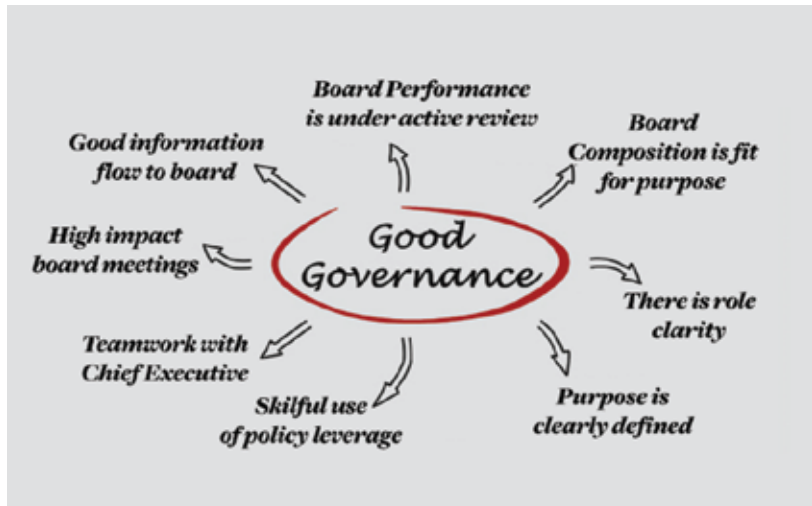 Board Performance
is under active review
Board
Composition is fit
for purpose
Good information
flow to board
High impact
board meetings
Good
Governance
There is role
clarity
Teamwork with
Chief Executive
Skilful use
of policy leverage
Purpose is
clearly defined